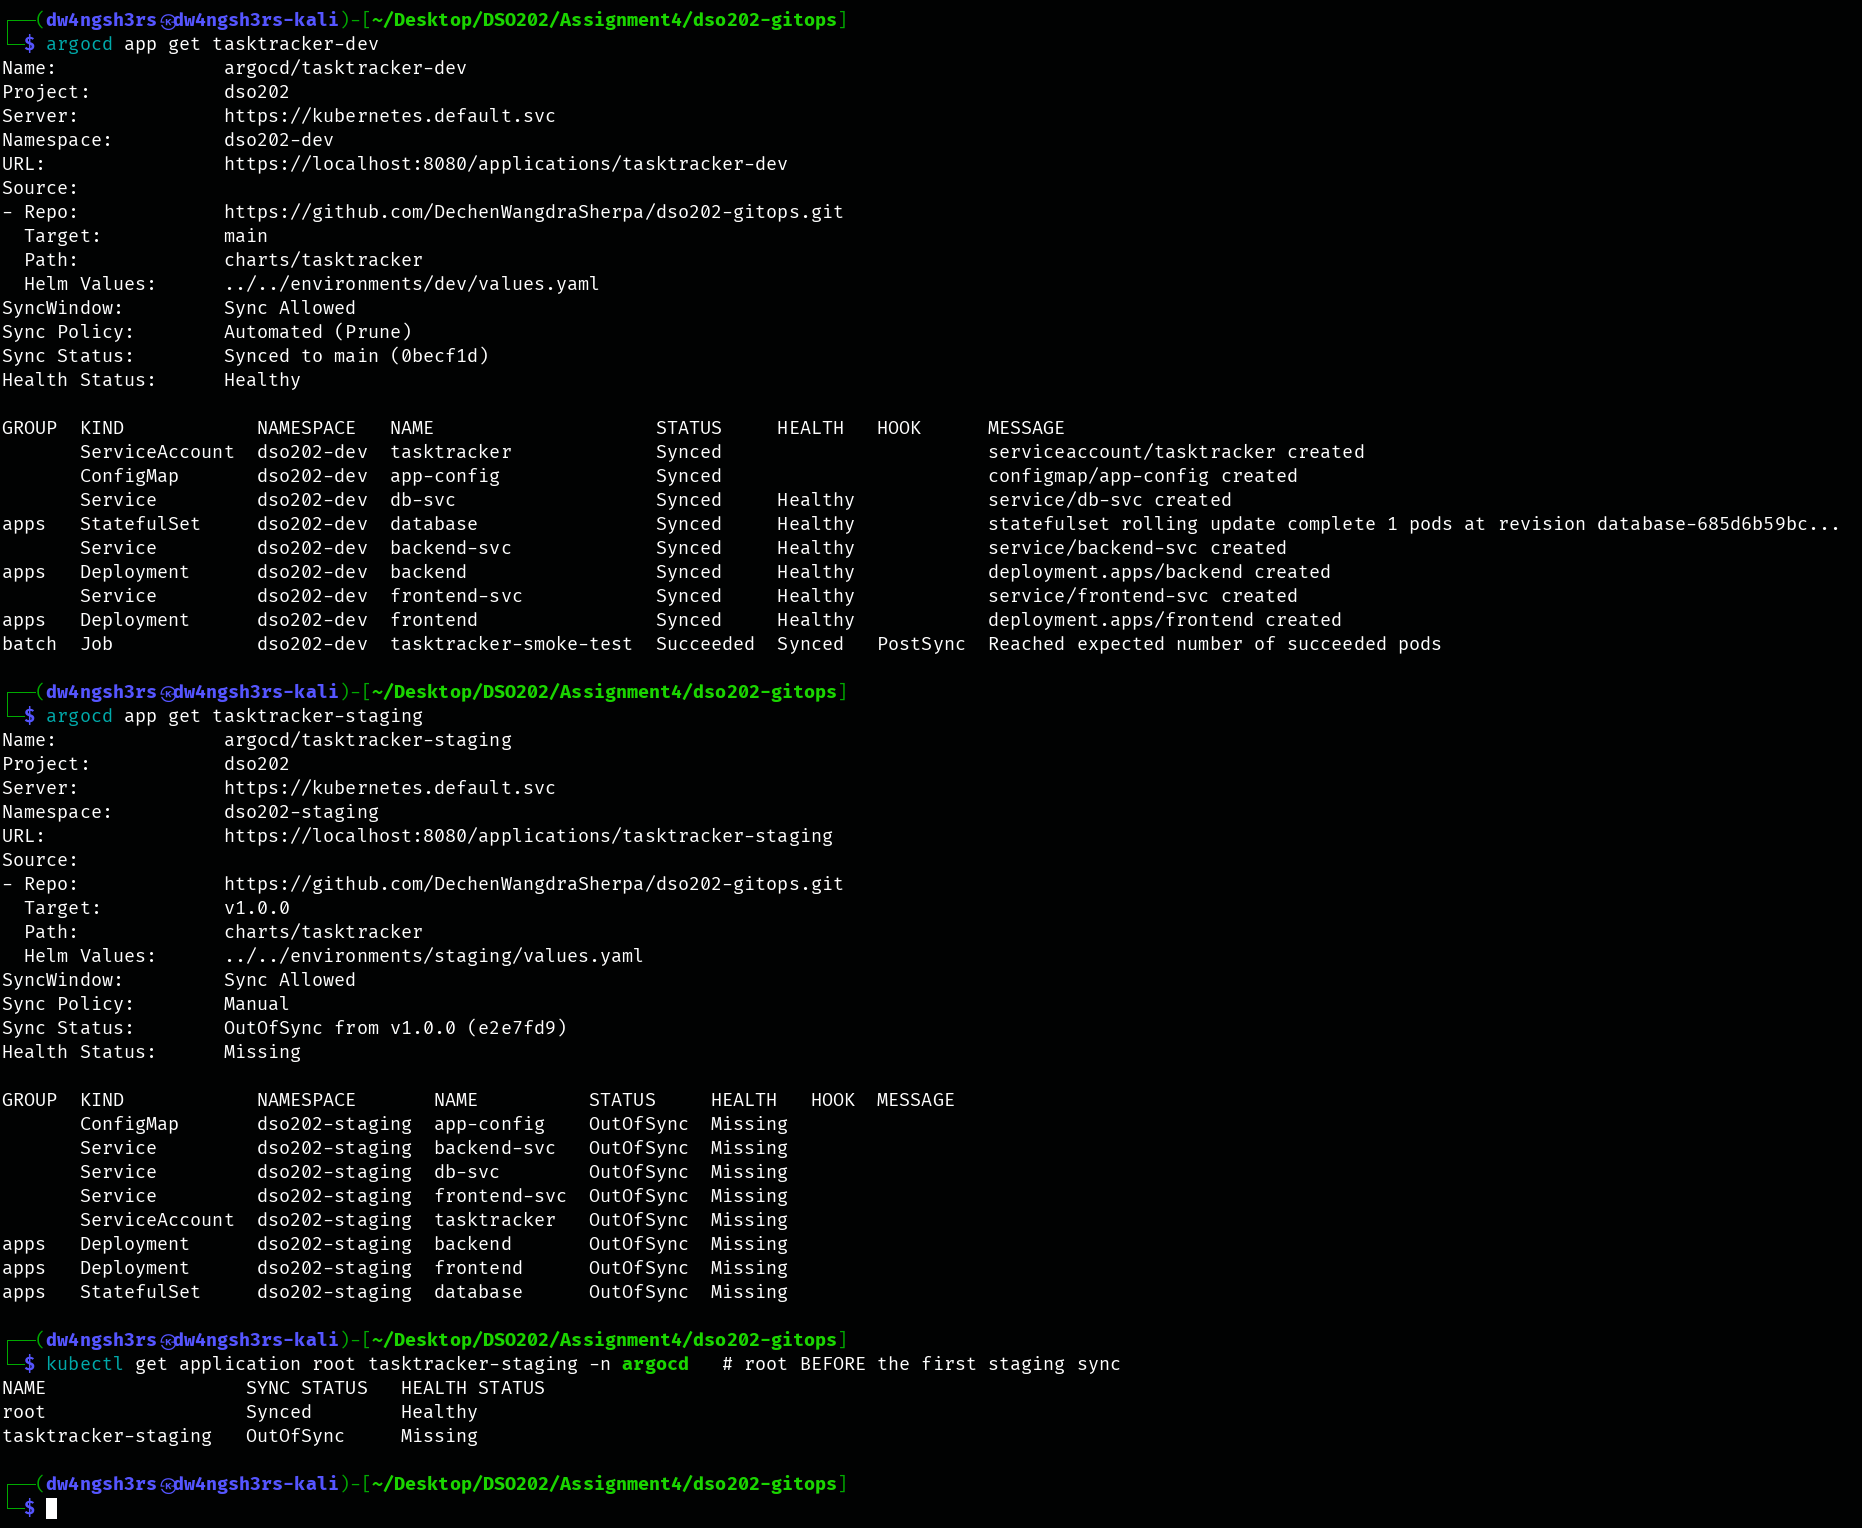 ┌──(dw4ngsh3rs㉿dw4ngsh3rs-kali)-[~/Desktop/DSO202/Assignment4/dso202-gitops]
└─$ argocd app get tasktracker-dev
Name:               argocd/tasktracker-dev
Project:            dso202
Server:             https://kubernetes.default.svc
Namespace:          dso202-dev
URL:                https://localhost:8080/applications/tasktracker-dev
Source:
- Repo:             https://github.com/DechenWangdraSherpa/dso202-gitops.git
  Target:           main
  Path:             charts/tasktracker
  Helm Values:      ../../environments/dev/values.yaml
SyncWindow:         Sync Allowed
Sync Policy:        Automated (Prune)
Sync Status:        Synced to main (0becf1d)
Health Status:      Healthy

GROUP  KIND            NAMESPACE   NAME                    STATUS     HEALTH   HOOK      MESSAGE
       ServiceAccount  dso202-dev  tasktracker             Synced                        serviceaccount/tasktracker created
       ConfigMap       dso202-dev  app-config              Synced                        configmap/app-config created
       Service         dso202-dev  db-svc                  Synced     Healthy            service/db-svc created
apps   StatefulSet     dso202-dev  database                Synced     Healthy            statefulset rolling update complete 1 pods at revision database-685d6b59bc...
       Service         dso202-dev  backend-svc             Synced     Healthy            service/backend-svc created
apps   Deployment      dso202-dev  backend                 Synced     Healthy            deployment.apps/backend created
       Service         dso202-dev  frontend-svc            Synced     Healthy            service/frontend-svc created
apps   Deployment      dso202-dev  frontend                Synced     Healthy            deployment.apps/frontend created
batch  Job             dso202-dev  tasktracker-smoke-test  Succeeded  Synced   PostSync  Reached expected number of succeeded pods

┌──(dw4ngsh3rs㉿dw4ngsh3rs-kali)-[~/Desktop/DSO202/Assignment4/dso202-gitops]
└─$ argocd app get tasktracker-staging
Name:               argocd/tasktracker-staging
Project:            dso202
Server:             https://kubernetes.default.svc
Namespace:          dso202-staging
URL:                https://localhost:8080/applications/tasktracker-staging
Source:
- Repo:             https://github.com/DechenWangdraSherpa/dso202-gitops.git
  Target:           v1.0.0
  Path:             charts/tasktracker
  Helm Values:      ../../environments/staging/values.yaml
SyncWindow:         Sync Allowed
Sync Policy:        Manual
Sync Status:        OutOfSync from v1.0.0 (e2e7fd9)
Health Status:      Missing

GROUP  KIND            NAMESPACE       NAME          STATUS     HEALTH   HOOK  MESSAGE
       ConfigMap       dso202-staging  app-config    OutOfSync  Missing
       Service         dso202-staging  backend-svc   OutOfSync  Missing
       Service         dso202-staging  db-svc        OutOfSync  Missing
       Service         dso202-staging  frontend-svc  OutOfSync  Missing
       ServiceAccount  dso202-staging  tasktracker   OutOfSync  Missing
apps   Deployment      dso202-staging  backend       OutOfSync  Missing
apps   Deployment      dso202-staging  frontend      OutOfSync  Missing
apps   StatefulSet     dso202-staging  database      OutOfSync  Missing

┌──(dw4ngsh3rs㉿dw4ngsh3rs-kali)-[~/Desktop/DSO202/Assignment4/dso202-gitops]
└─$ kubectl get application root tasktracker-staging -n argocd   # root BEFORE the first staging sync
NAME                  SYNC STATUS   HEALTH STATUS
root                  Synced        Healthy
tasktracker-staging   OutOfSync     Missing

┌──(dw4ngsh3rs㉿dw4ngsh3rs-kali)-[~/Desktop/DSO202/Assignment4/dso202-gitops]
└─$